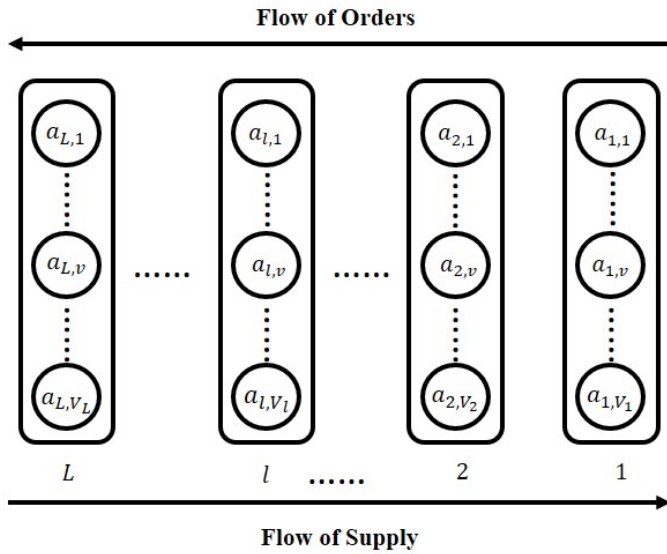 Flow of Orders
a_{L,1} a_{l,1} a_{2,1} a_{1,1}
a_{L,v} ...... a_{l,v} ...... a_{2,v} a_{1,v}
a_{L,V_L} a_{l,V_l} a_{2,V_2} a_{1,V_1}
L l ...... 2 1
Flow of Supply